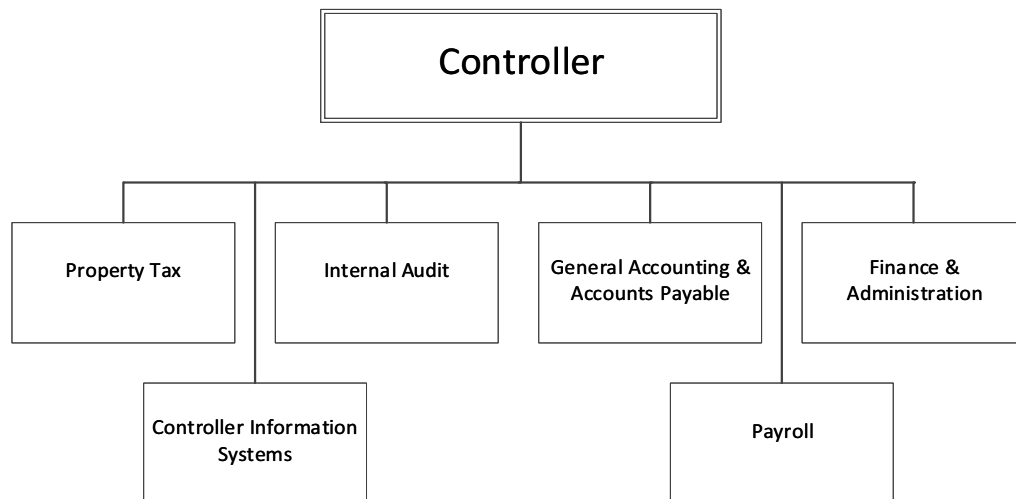 Controller
Property Tax
Internal Audit
General Accounting &
Accounts Payable
Finance &
Administration
Controller Information
Systems
Payroll